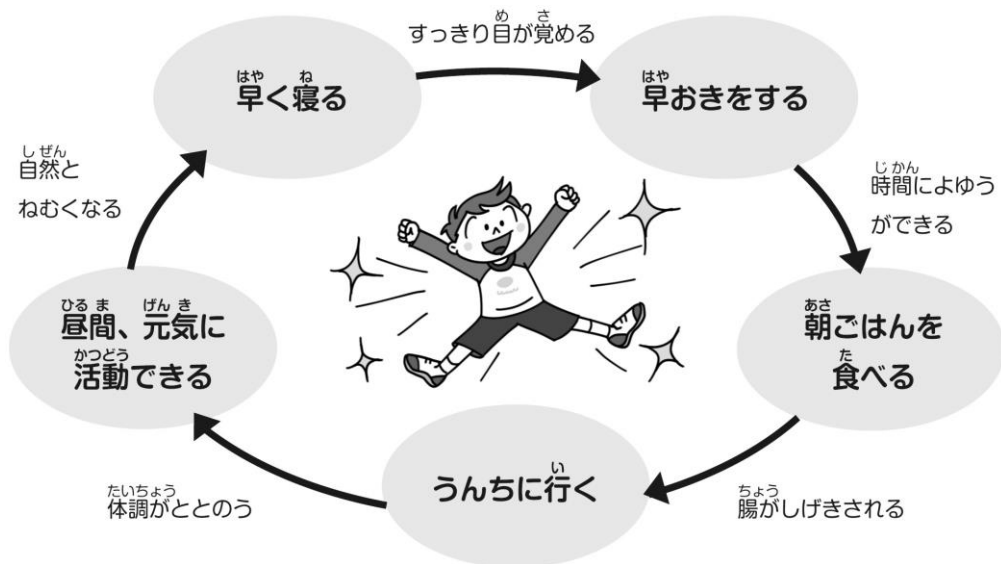 すっきり目が覚める
早く寝る
早おきをする
自然と
ねむくなる
時間によゆう
ができる
昼間、元気に
活動できる
朝ごはんを
食べる
うんちに行く
体調がととのう
腸がしげきされる